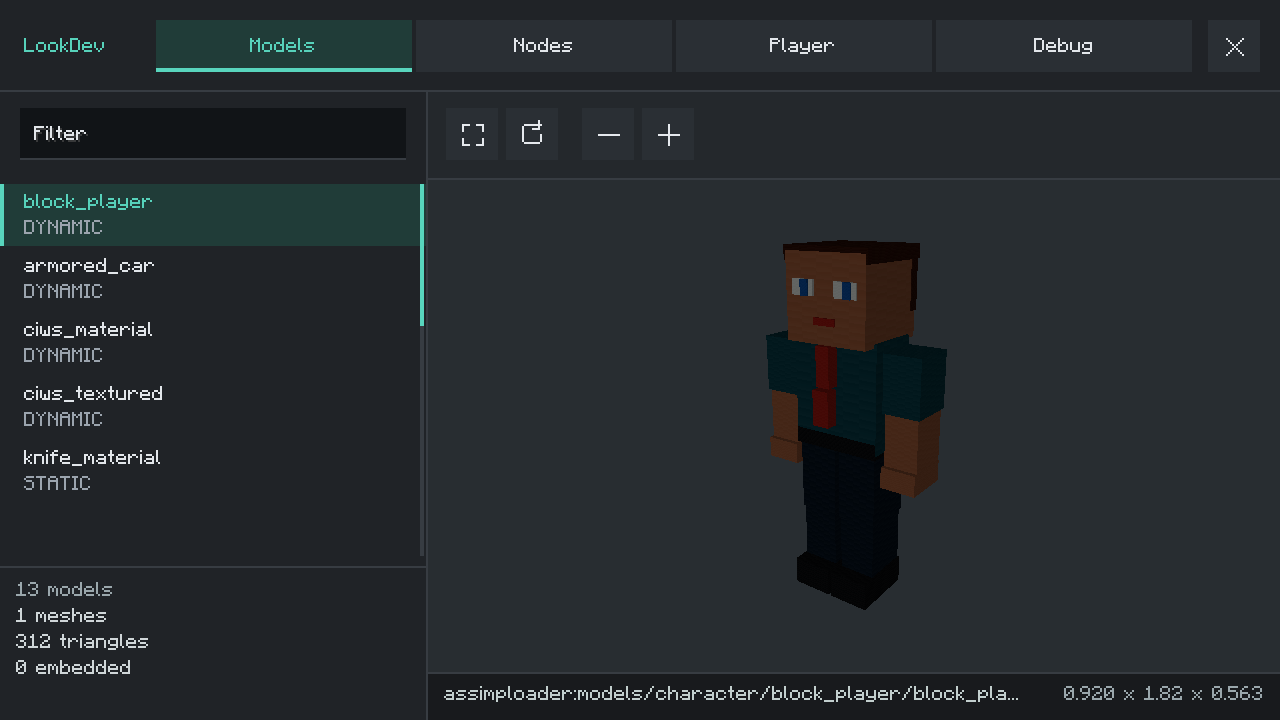 LookDev
Models
Nodes
Player
Debug
Filter
block_player
DYNAMIC
armored_car
DYNAMIC
ciws_material
DYNAMIC
ciws_textured
DYNAMIC
knife_material
STATIC
13 models
1 meshes
312 triangles
0 embedded
assimploader:models/character/block_player/block_pla...
0.920 x 1.82 x 0.563